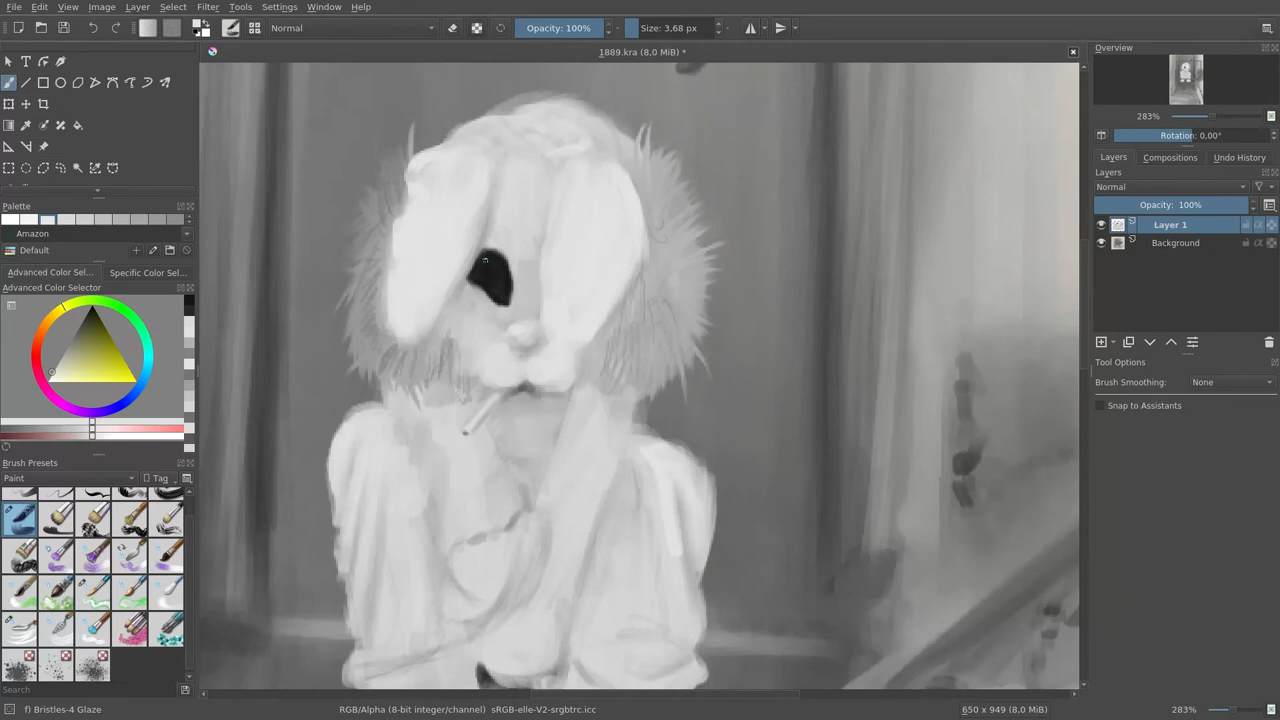 File Edit View Image Layer Select Filter Tools Settings Window Help
Normal
Opacity: 100%
Size: 3,68 px
1889.kra (8,0 MiB) *
Overview
283%
Rotation: 0,00°
Layers Compositions Undo History
Layers
Normal
Opacity: 100%
Layer 1
Background
Tool Options
Brush Smoothing: None
Snap to Assistants
Palette
Amazon
Default
Advanced Color Sel... Specific Color Sel...
Advanced Color Selector
Brush Presets
Paint
Tag
Search
f) Bristles-4 Glaze
RGB/Alpha (8-bit integer/channel) sRGB-elle-V2-srgbtrc.icc
650 x 949 (8,0 MiB)
283%